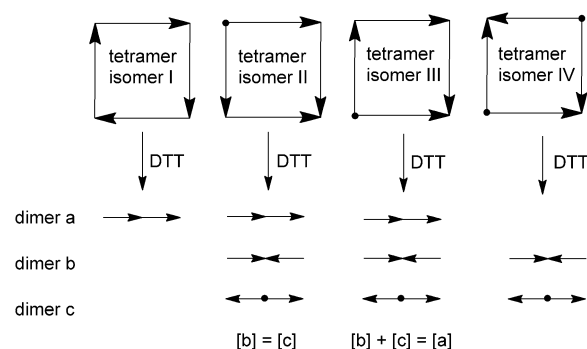 tetramer
isomer I
tetramer
isomer II
tetramer
isomer III
tetramer
isomer IV
DTT
DTT
DTT
DTT
dimer a
dimer b
dimer c
[b] = [c]
[b] + [c] = [a]